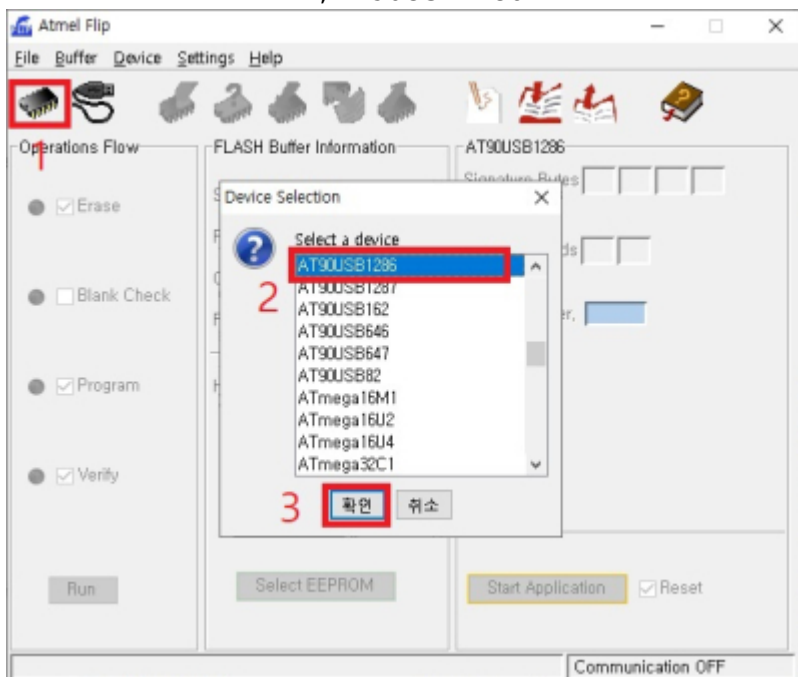 Atmel Flip
File Buffer Device Settings Help
1
Operations Flow
FLASH Buffer Information
AT90USB1286
Signature Bytes
Erase
Blank Check
Program
Verify
Run
Device Selection
Select a device
2
AT90USB1286
AT90USB1287
AT90USB162
AT90USB646
AT90USB647
AT90USB82
ATmega16M1
ATmega16U2
ATmega16U4
ATmega32C1
3
확인 취소
Select EEPROM
Start Application
Reset
Communication OFF